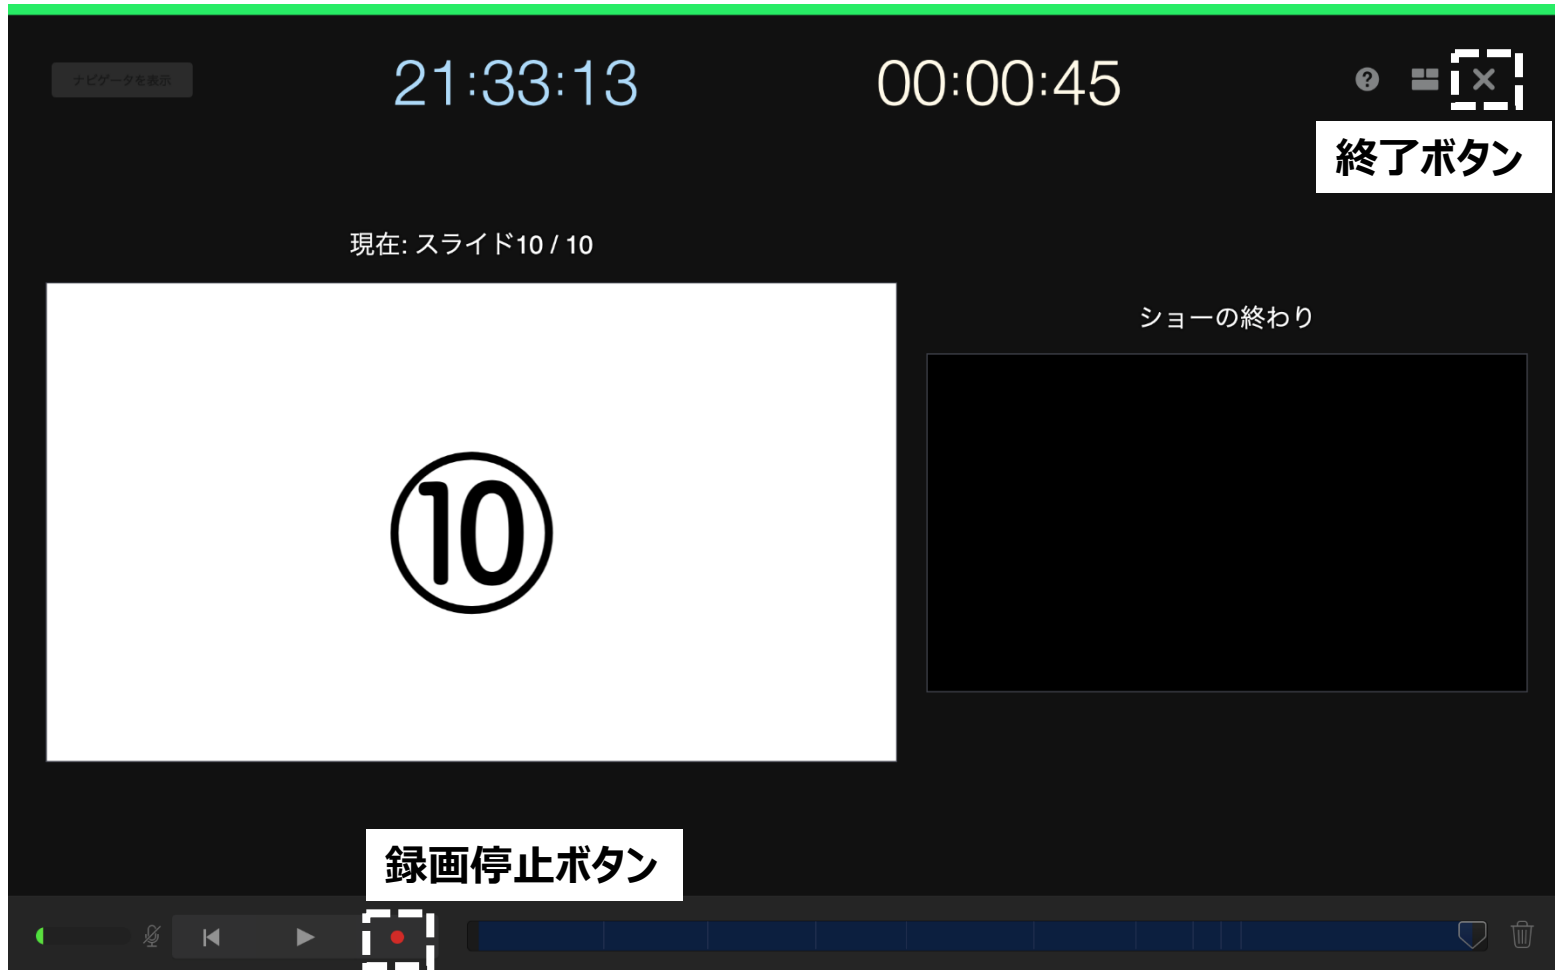 ナビゲータを表示
21:33:13
00:00:45
終了ボタン
現在: スライド10 / 10
ショーの終わり
⑩
録画停止ボタン